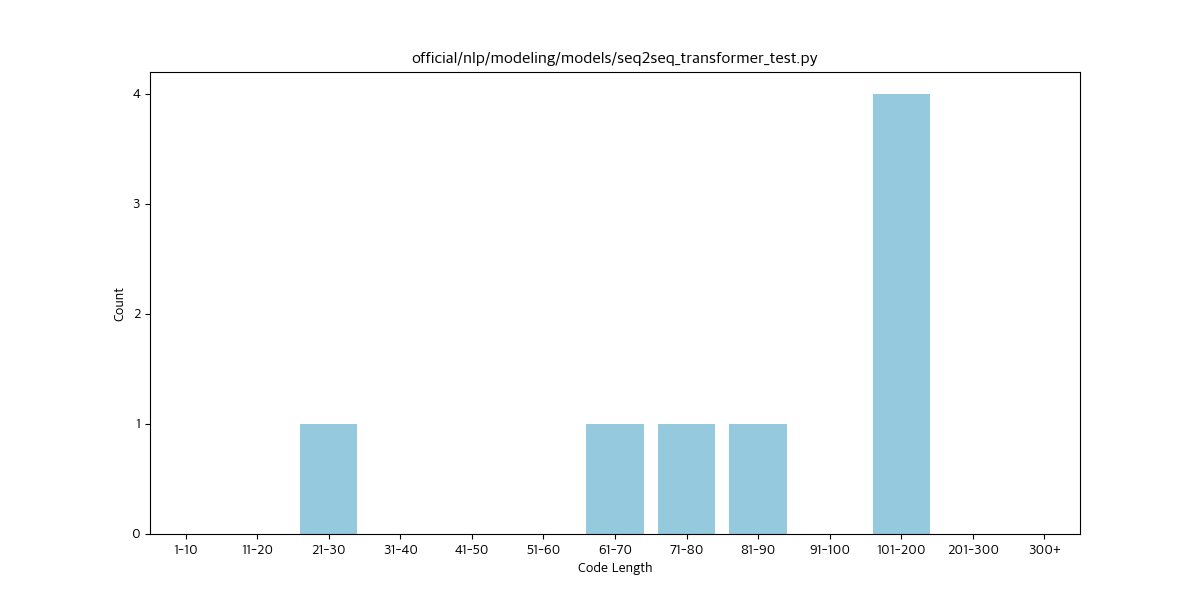 official/nlp/modeling/models/seq2seq_transformer_test.py
4
3
2
1
0
Count
1-10 11-20 21-30 31-40 41-50 51-60 61-70 71-80 81-90 91-100 101-200 201-300 300+
Code Length